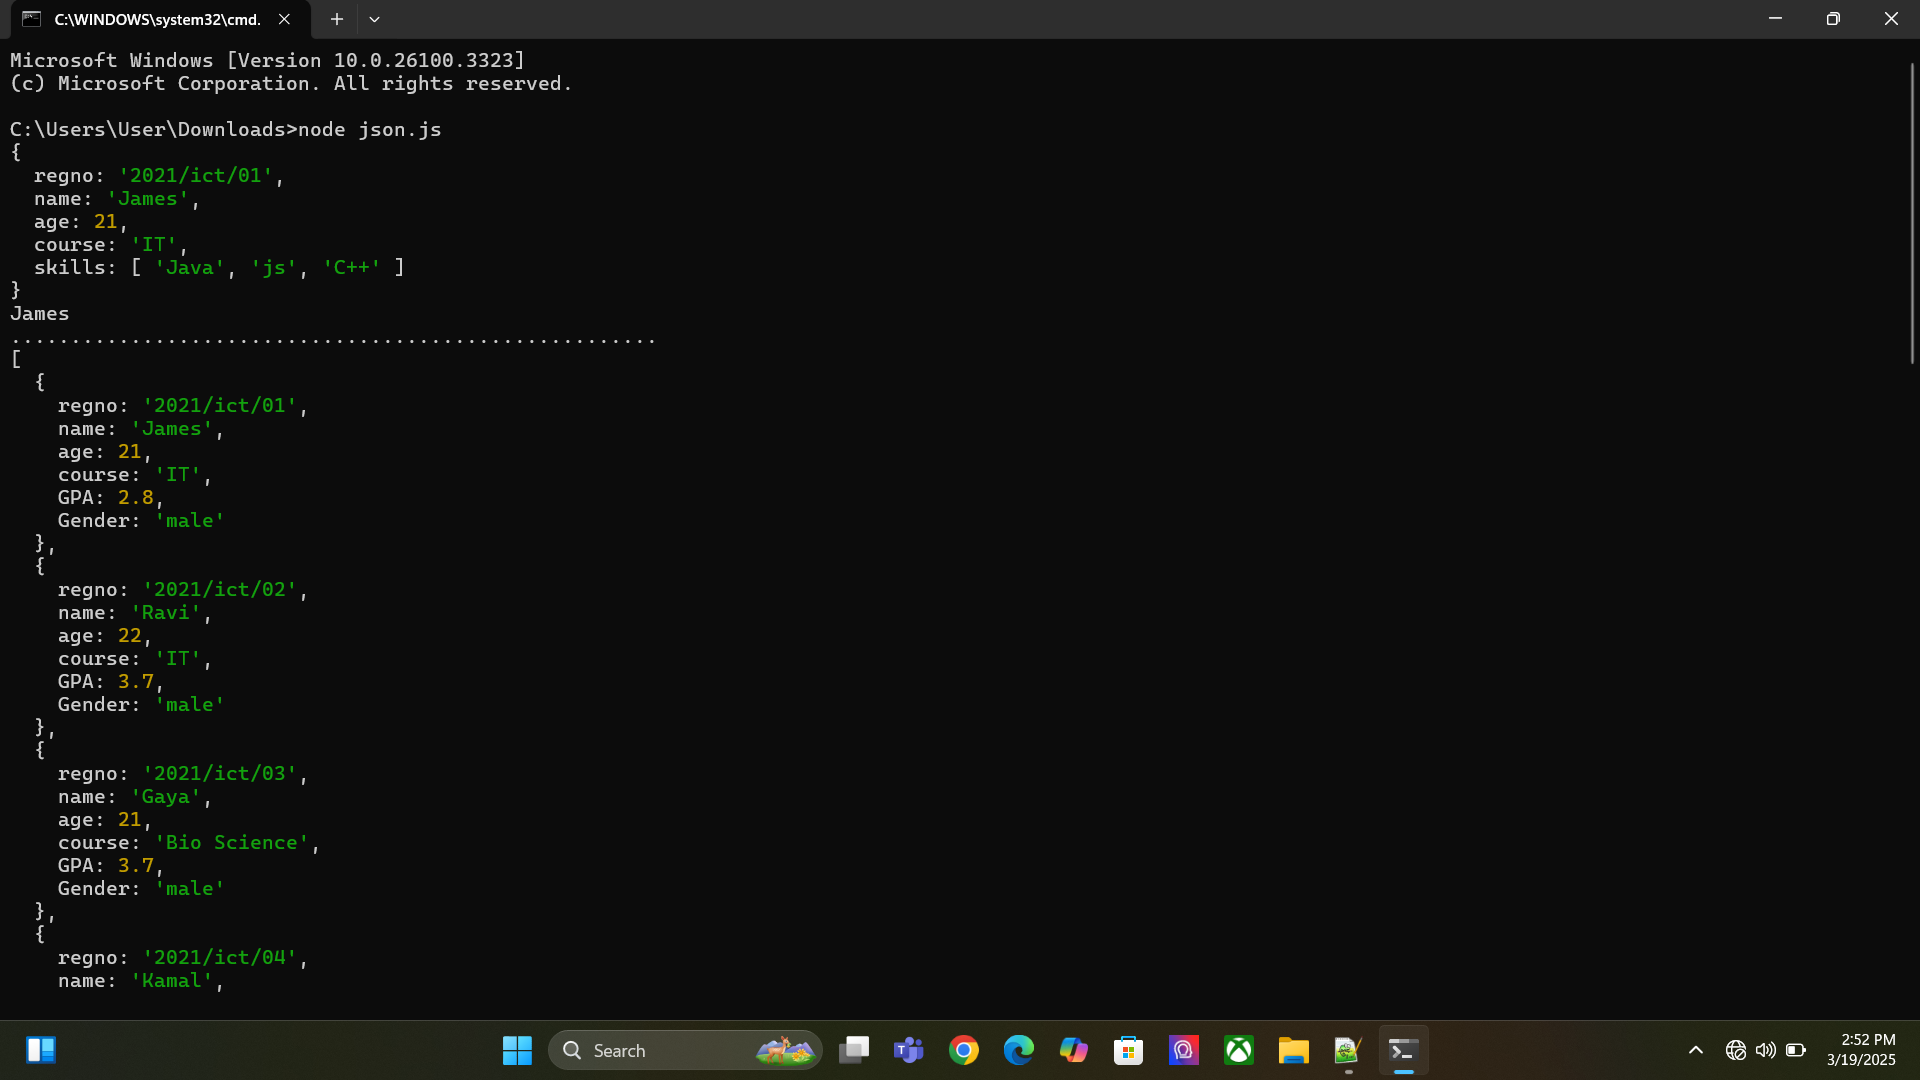 C:\WINDOWS\system32\cmd.
Microsoft Windows [Version 10.0.26100.3323]
(c) Microsoft Corporation. All rights reserved.
C:\Users\User\Downloads>node json.js
{
  regno: '2021/ict/01',
  name: 'James',
  age: 21,
  course: 'IT',
  skills: [ 'Java', 'js', 'C++' ]
}
James
......................................................
[
  {
    regno: '2021/ict/01',
    name: 'James',
    age: 21,
    course: 'IT',
    GPA: 2.8,
    Gender: 'male'
  },
  {
    regno: '2021/ict/02',
    name: 'Ravi',
    age: 22,
    course: 'IT',
    GPA: 3.7,
    Gender: 'male'
  },
  {
    regno: '2021/ict/03',
    name: 'Gaya',
    age: 21,
    course: 'Bio Science',
    GPA: 3.7,
    Gender: 'male'
  },
  {
    regno: '2021/ict/04',
    name: 'Kamal',
Search
2:52 PM
3/19/2025